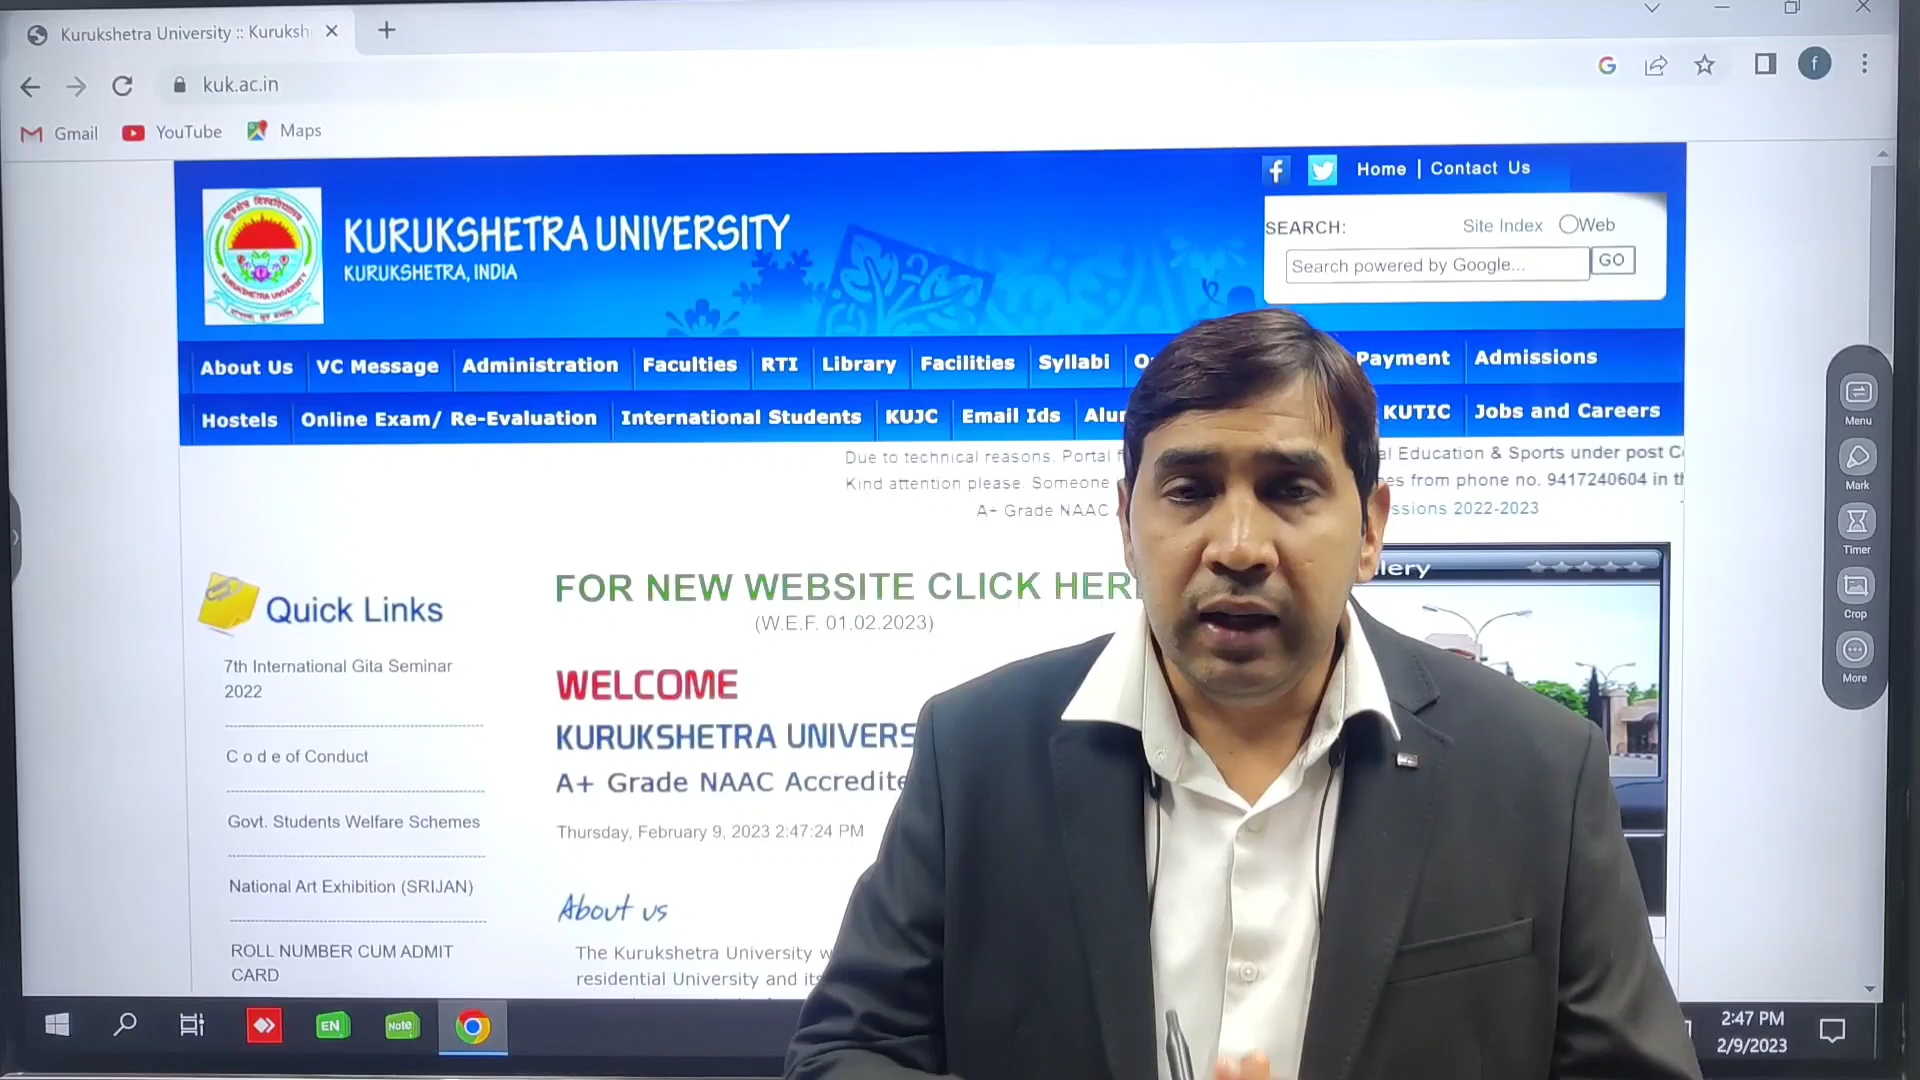 Kurukshetra University :: Kuruksh
kuk.ac.in
Gmail YouTube Maps
f
Home | Contact Us
KURUKSHETRA UNIVERSITY
KURUKSHETRA, INDIA
SEARCH: Site Index Web
Search powered by Google... GO
About Us VC Message Administration Faculties RTI Library Facilities Syllabi Payment Admissions
Hostels Online Exam/ Re-Evaluation International Students KUJC Email Ids KUTIC Jobs and Careers
Due to technical reasons. Portal Education & Sports under post
Kind attention please. Someone from phone no. 9417240604 in
A+ Grade NAAC 2022-2023
FOR NEW WEBSITE CLICK
(W.E.F. 01.02.2023)
Quick Links
7th International Gita Seminar
2022
C o d e of Conduct
Govt. Students Welfare Schemes
National Art Exhibition (SRIJAN)
ROLL NUMBER CUM ADMIT
CARD
WELCOME
KURUKSHETRA
A+ Grade NAAC
Thursday, February 9, 2023 2:47:24 PM
About us
The Kurukshetra University
residential University and its
Menu
Mark
Timer
Crop
More
EN Note
2:47 PM
2/9/2023